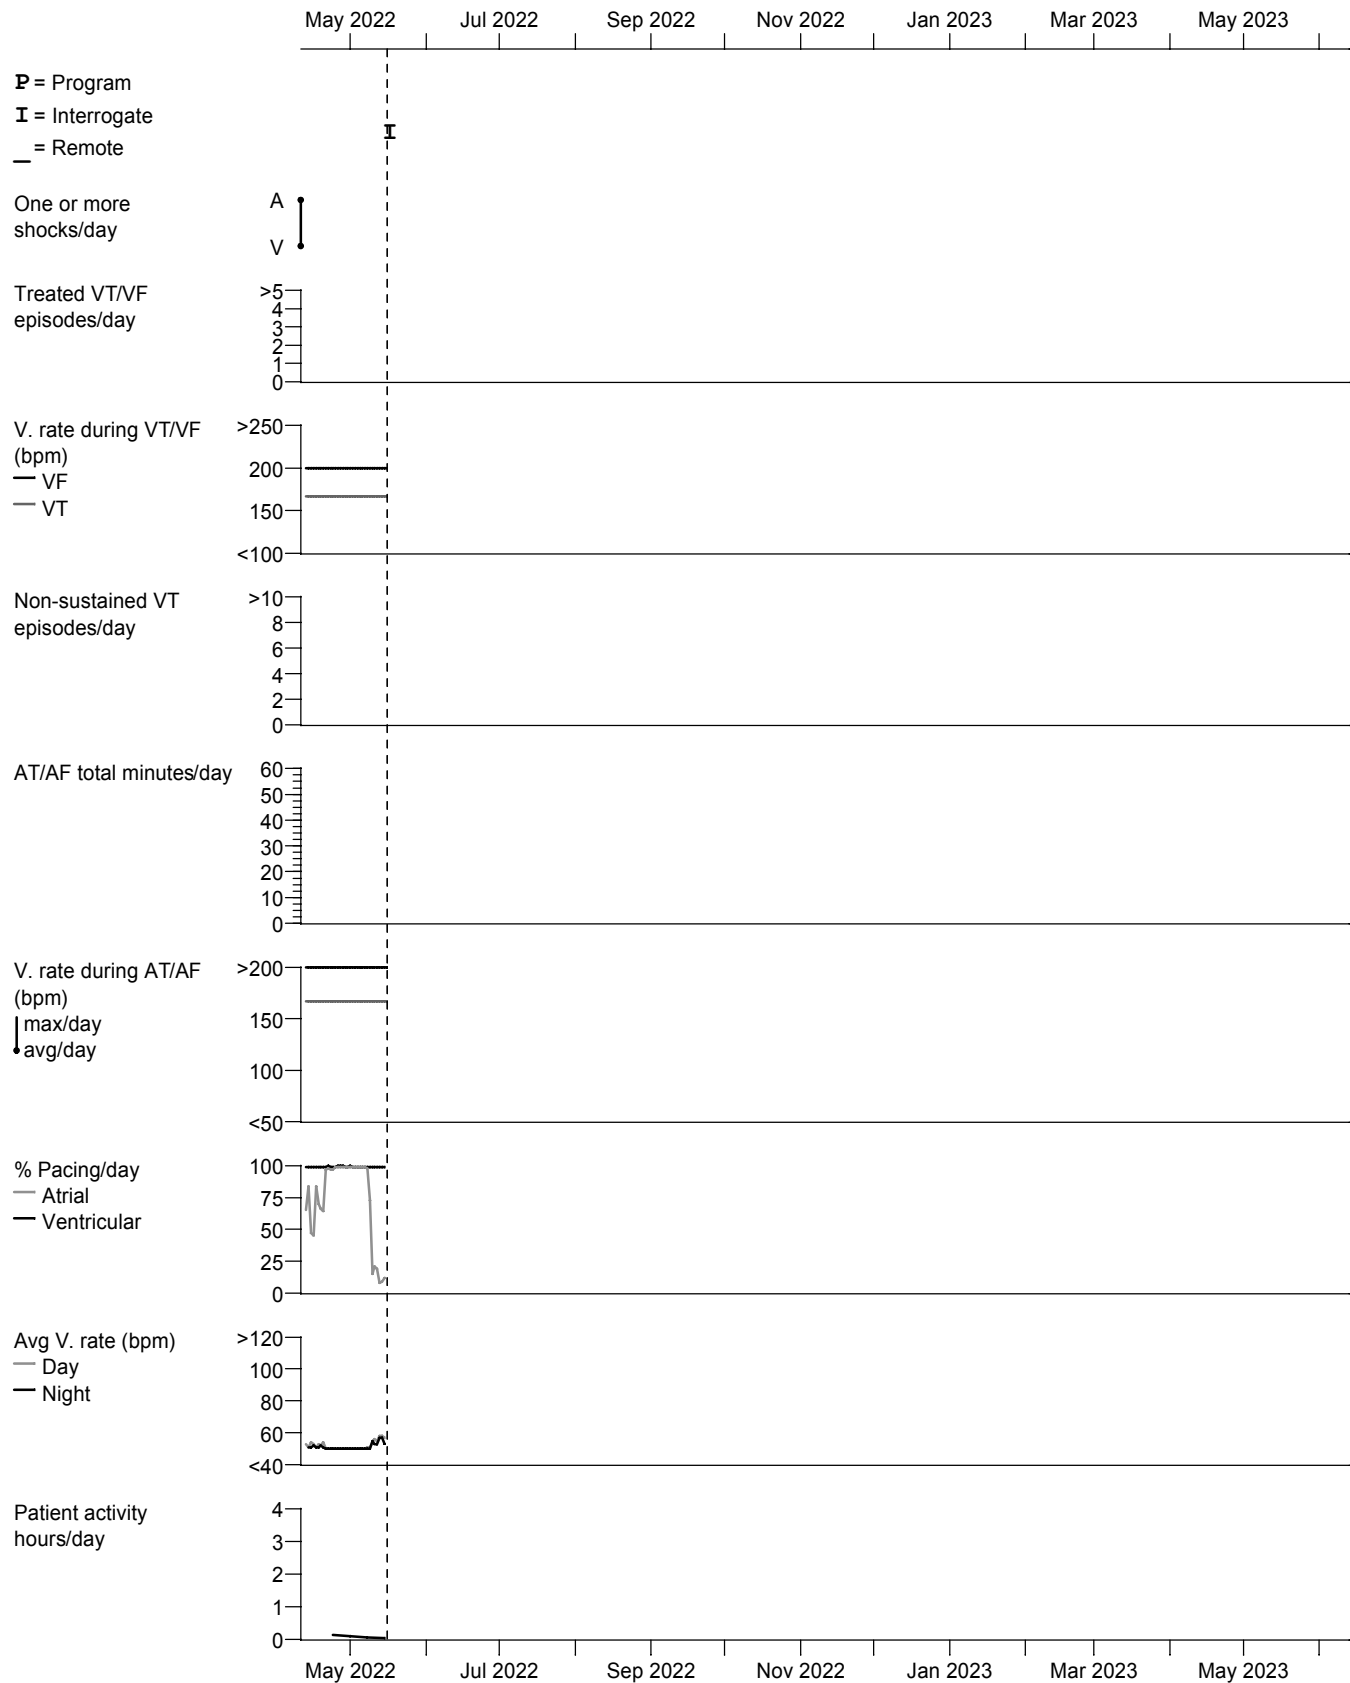 May 2022 Jul 2022 Sep 2022 Nov 2022 Jan 2023 Mar 2023 May 2023
P = Program
I = Interrogate
_ = Remote
I
One or more
shocks/day
A
V
Treated VT/VF
episodes/day
>5
4
3
2
1
0
V. rate during VT/VF
(bpm)
VF
VT
>250
200
150
<100
Non-sustained VT
episodes/day
>10
8
6
4
2
0
AT/AF total minutes/day
60
50
40
30
20
10
0
V. rate during AT/AF
(bpm)
max/day
avg/day
>200
150
100
<50
% Pacing/day
Atrial
Ventricular
100
75
50
25
0
Avg V. rate (bpm)
Day
Night
>120
100
80
60
<40
Patient activity
hours/day
4
3
2
1
0
May 2022 Jul 2022 Sep 2022 Nov 2022 Jan 2023 Mar 2023 May 2023